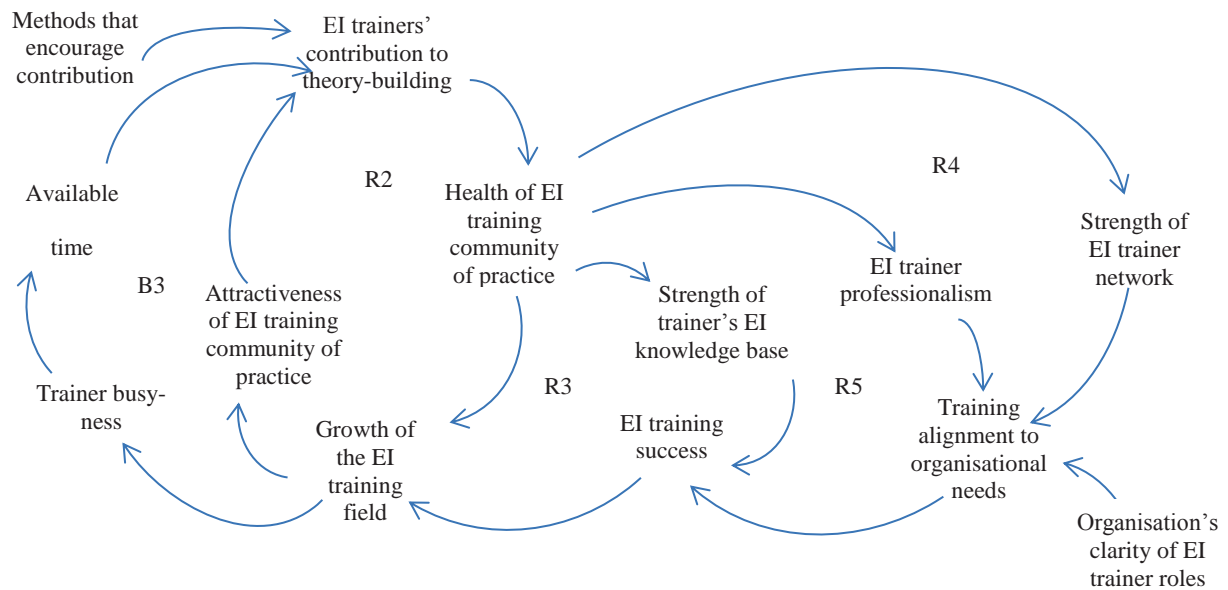 Methods that
encourage
contribution
EI trainers’
contribution to
theory-building
Available
time
R2
Health of EI
training
community
of practice
R4
Strength of
EI trainer
network
B3
Attractiveness
of EI training
community of
practice
Strength of
trainer’s EI
knowledge base
EI trainer
professionalism
Trainer busy-
ness
R3
R5
Growth of
the EI
training
field
EI training
success
Training
alignment to
organisational
needs
Organisation’s
clarity of EI
trainer roles